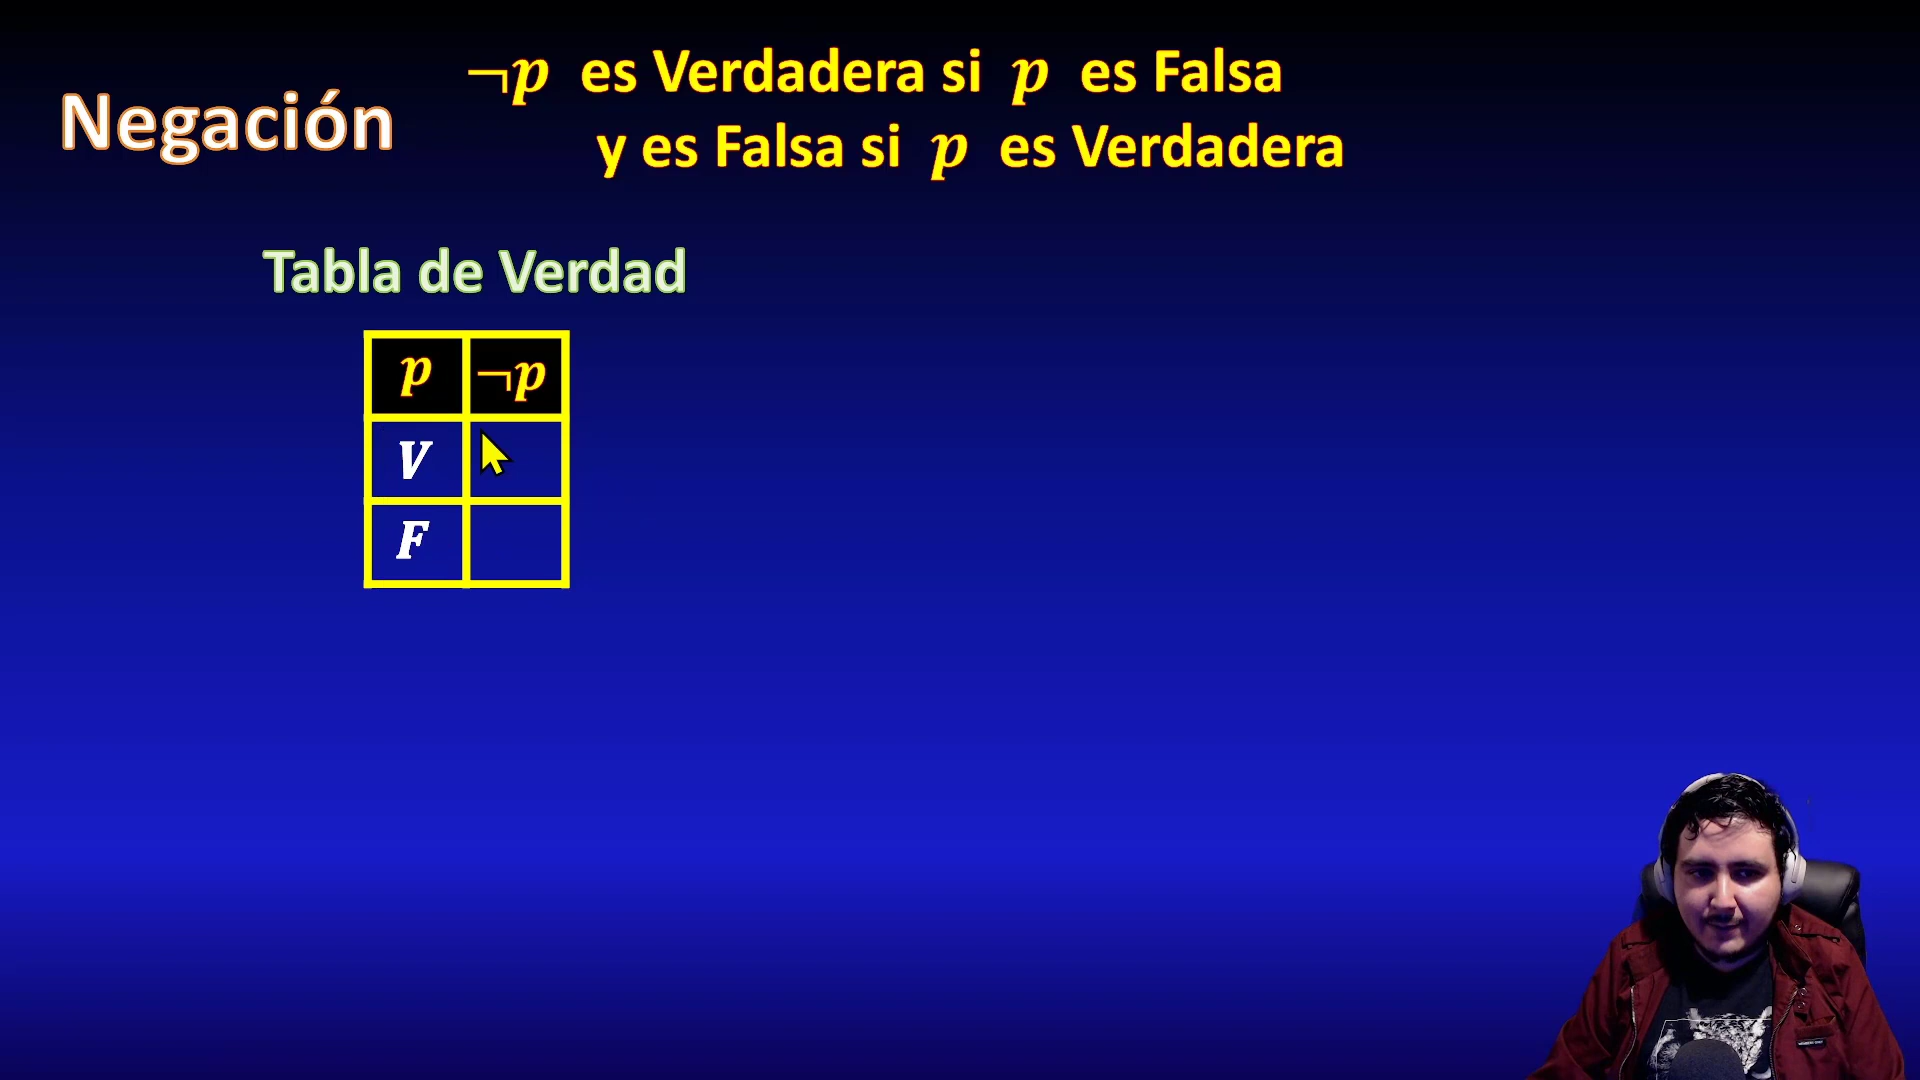 Negación
¬p es Verdadera si p es Falsa
y es Falsa si p es Verdadera
Tabla de Verdad
p ¬p
V
F